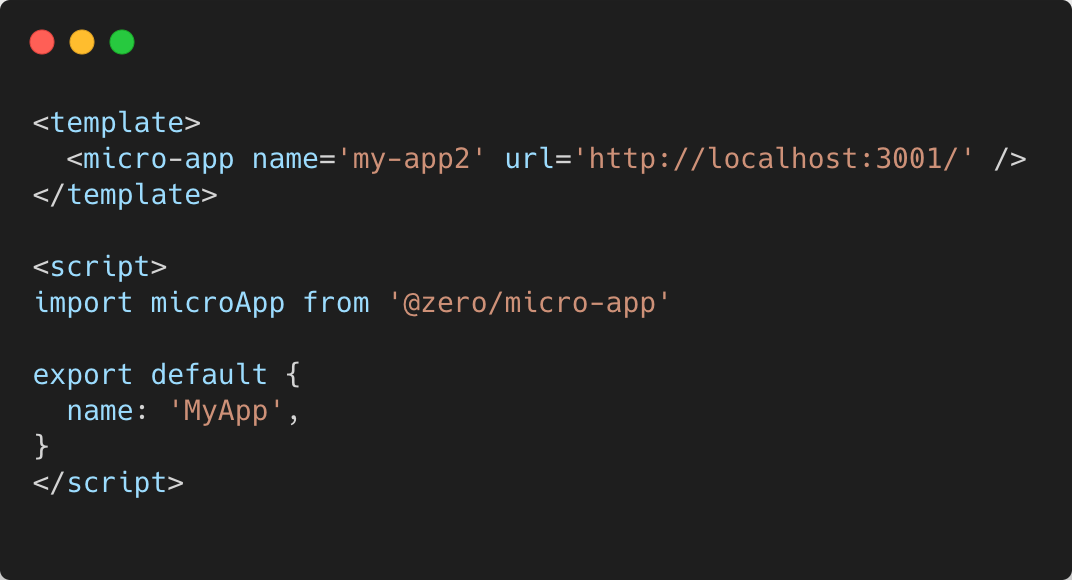 <template>
  <micro-app name='my-app2' url='http://localhost:3001/' />
</template>

<script>
import microApp from '@zero/micro-app'

export default {
  name: 'MyApp',
}
</script>